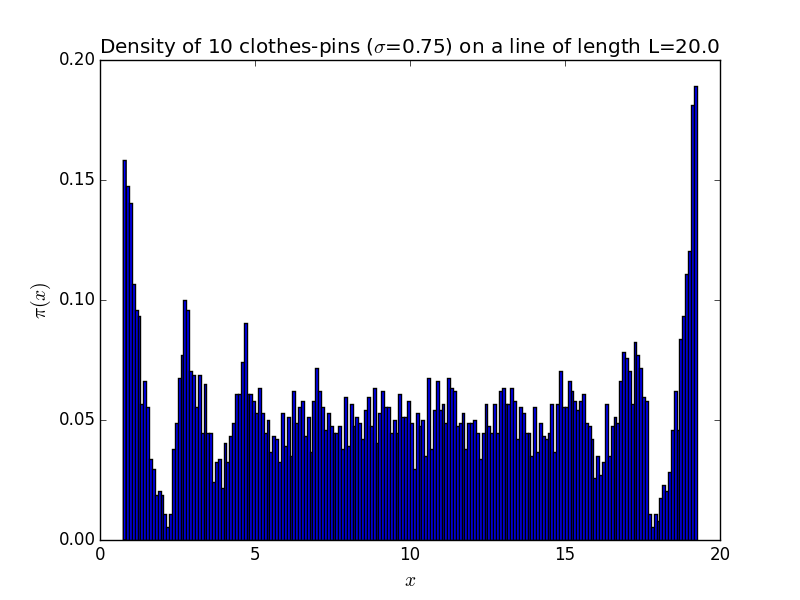 Density of 10 clothes-pins (σ=0.75) on a line of length L=20.0
0.20
0.15
0.10
0.05
0.00
π(x)
0 5 10 15 20
x